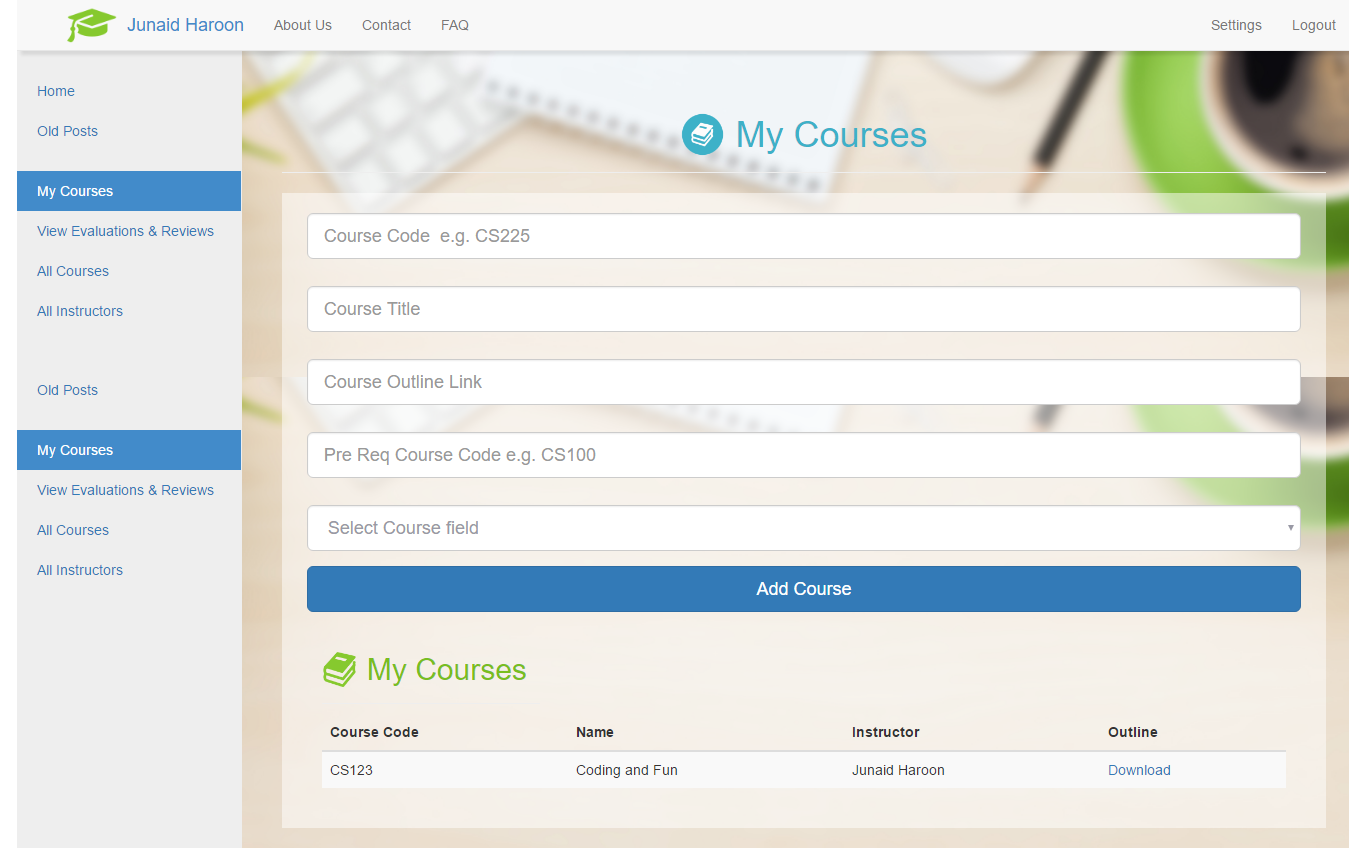 Junaid Haroon About Us Contact FAQ Settings Logout
Home
Old Posts
My Courses
View Evaluations & Reviews
All Courses
All Instructors
Old Posts
My Courses
View Evaluations & Reviews
All Courses
All Instructors
My Courses
Course Code  e.g. CS225
Course Title
Course Outline Link
Pre Req Course Code e.g. CS100
Select Course field
Add Course
My Courses
Course Code Name Instructor Outline
CS123 Coding and Fun Junaid Haroon Download